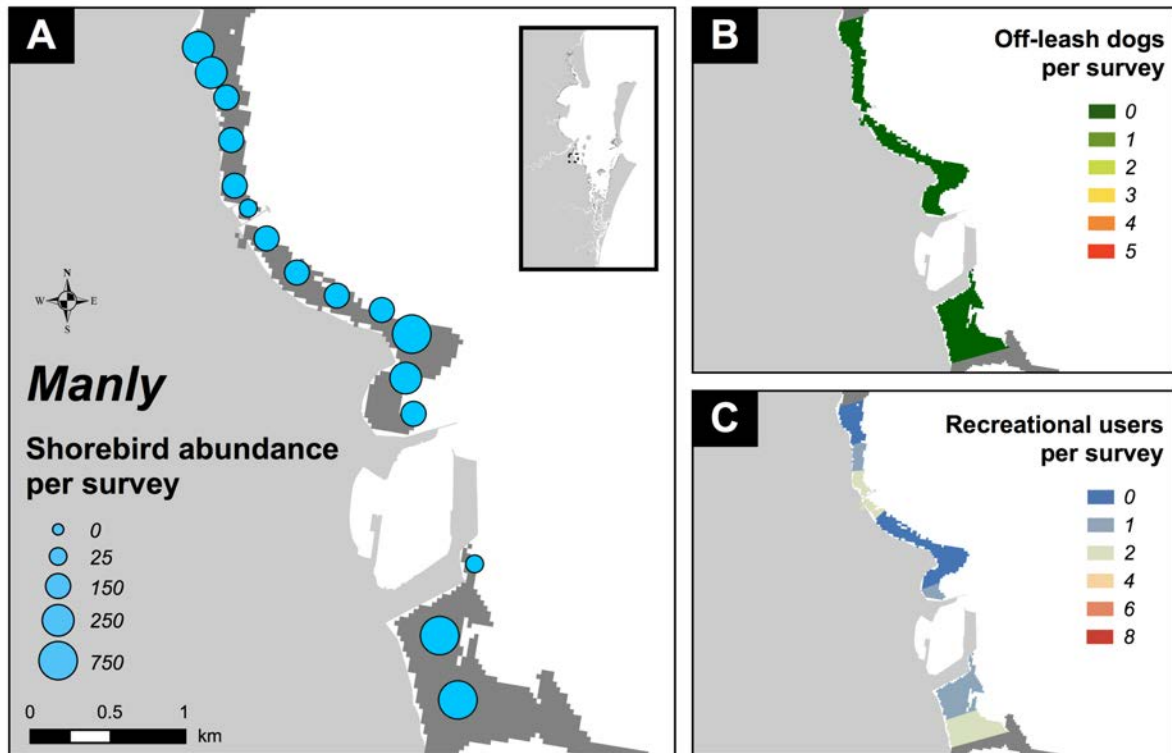 A
N
W E
S
Manly
Shorebird abundance
per survey
0
25
150
250
750
0 0.5 1
km
B
Off-leash dogs
per survey
0
1
2
3
4
5
C
Recreational users
per survey
0
1
2
4
6
8